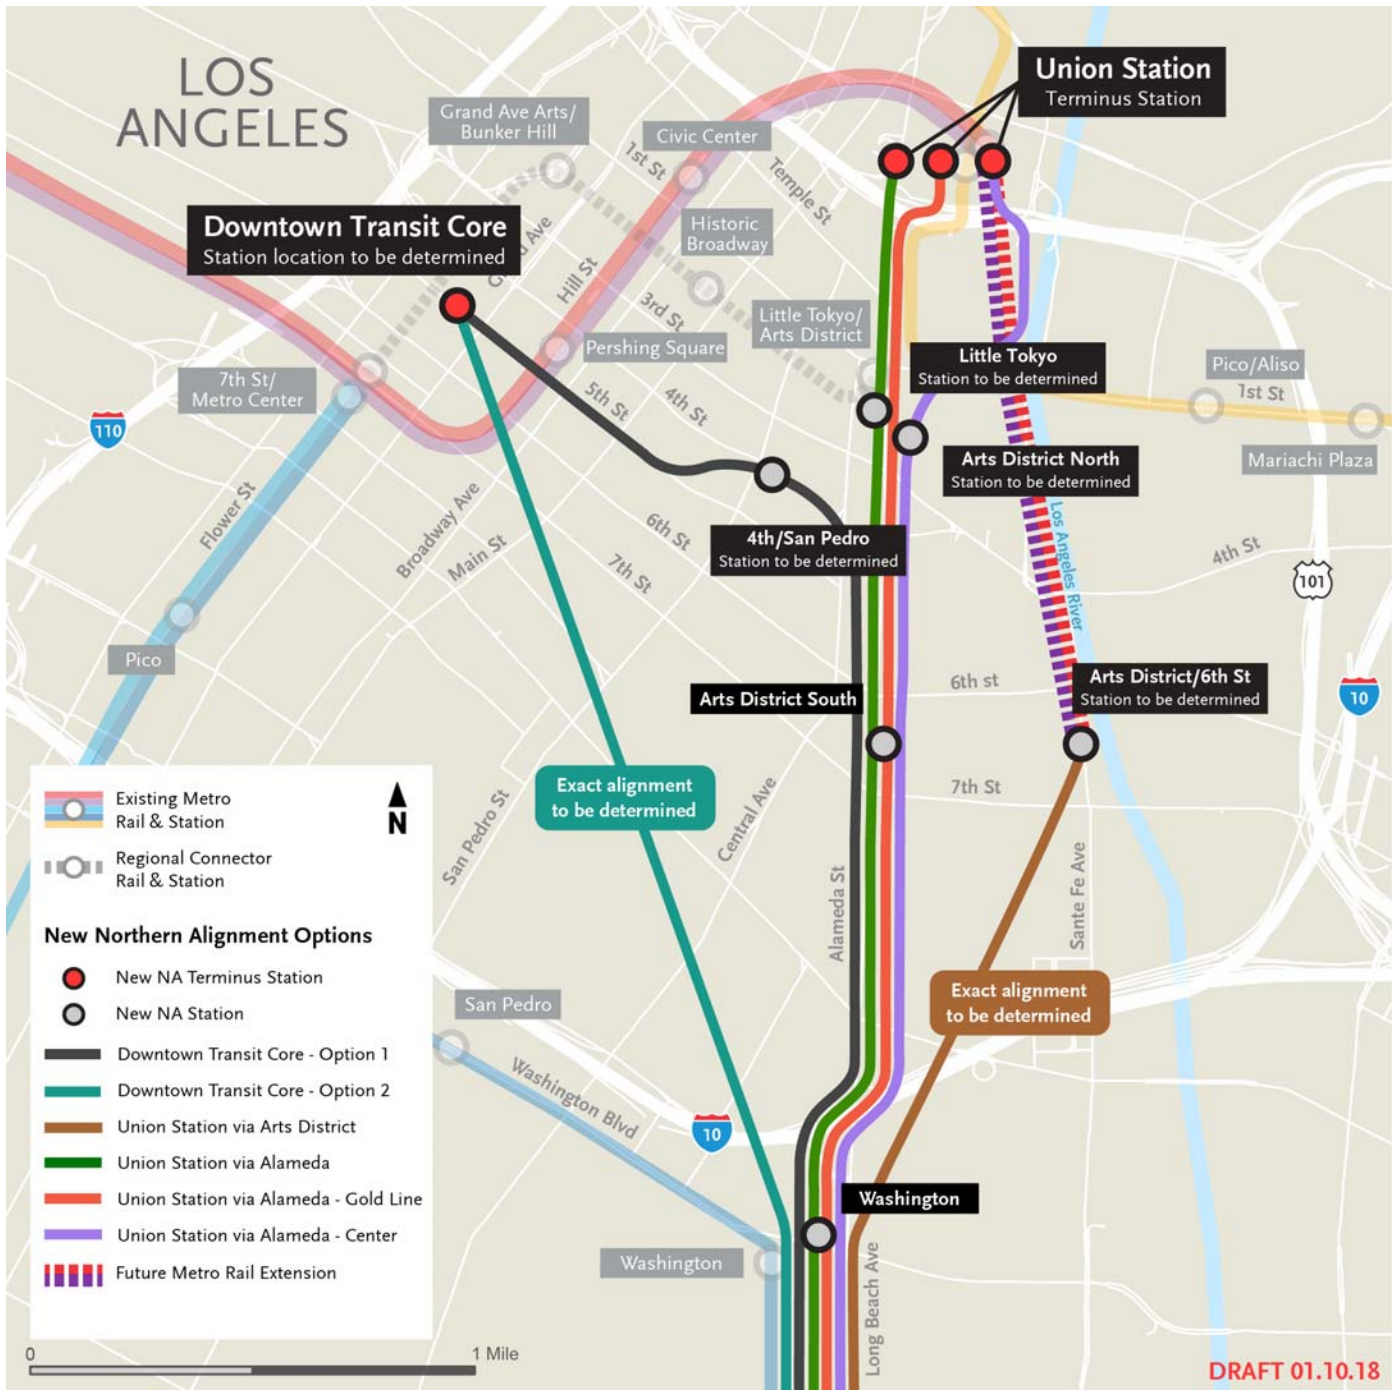 LOS
ANGELES
Union Station
Terminus Station
Grand Ave Arts/
Bunker Hill
Civic Center
1st St
Temple St
Downtown Transit Core
Station location to be determined
Historic
Broadway
Hill St
3rd St
Little Tokyo/
Arts District
Pershing Square
Little Tokyo
Station to be determined
Pico/Aliso
1st St
7th St/
Metro Center
5th St
4th St
110
Arts District North
Station to be determined
Mariachi Plaza
Flower St
Broadway Ave
Main St
6th St
7th St
4th/San Pedro
Station to be determined
Los Angeles River
4th St
101
Pico
Arts District South
6th st
Arts District/6th St
Station to be determined
10
Exact alignment
to be determined
7th St
San Pedro St
Central Ave
Alameda St
Sante Fe Ave
Existing Metro
Rail & Station
N
Regional Connector
Rail & Station
New Northern Alignment Options
New NA Terminus Station
New NA Station
Downtown Transit Core - Option 1
Downtown Transit Core - Option 2
Union Station via Arts District
Union Station via Alameda
Union Station via Alameda - Gold Line
Union Station via Alameda - Center
Future Metro Rail Extension
San Pedro
Exact alignment
to be determined
Washington Blvd
10
Washington
Washington
Long Beach Ave
0
1 Mile
DRAFT 01.10.18